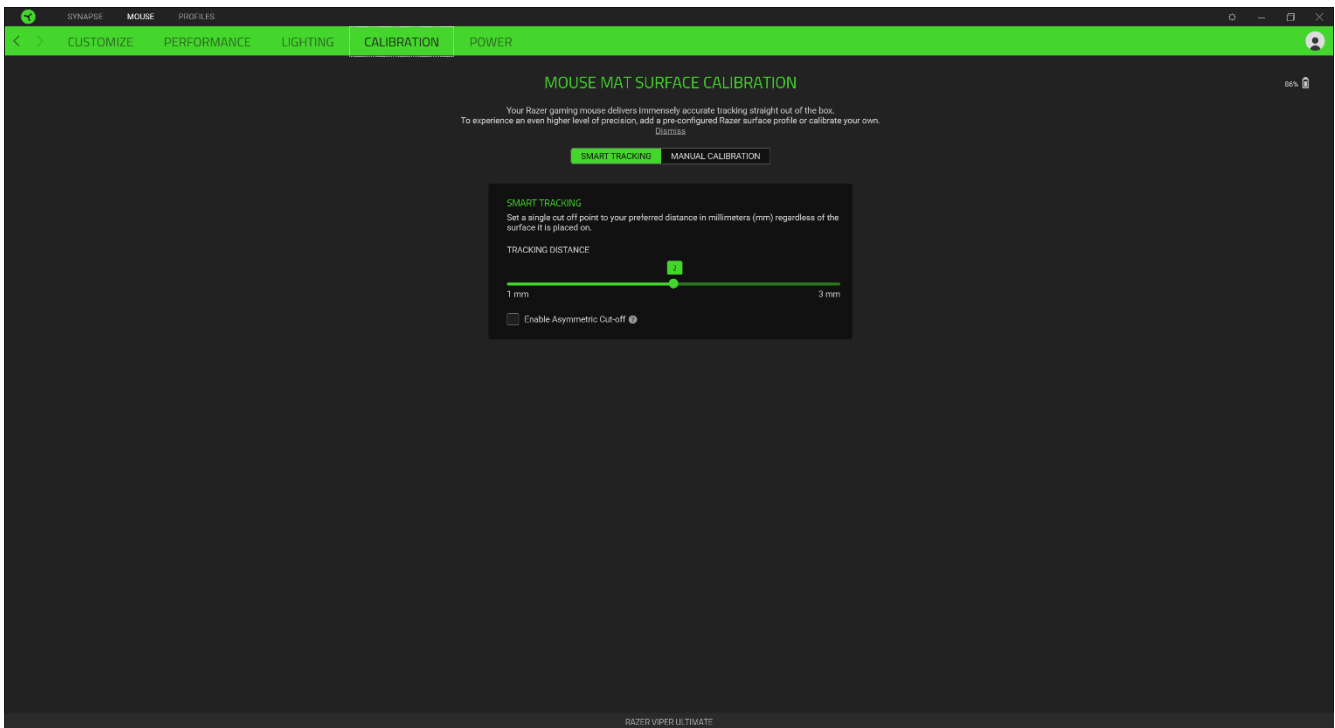 SYNAPSE MOUSE PROFILES
CUSTOMIZE PERFORMANCE LIGHTING CALIBRATION POWER
MOUSE MAT SURFACE CALIBRATION
86%
Your Razer gaming mouse delivers immensely accurate tracking straight out of the box.
To experience an even higher level of precision, add a pre-configured Razer surface profile or calibrate your own.
Dismiss
SMART TRACKING MANUAL CALIBRATION
SMART TRACKING
Set a single cut off point to your preferred distance in millimeters (mm) regardless of the
surface it is placed on.
TRACKING DISTANCE
2
1 mm 3 mm
Enable Asymmetric Cut-off
RAZER VIPER ULTIMATE